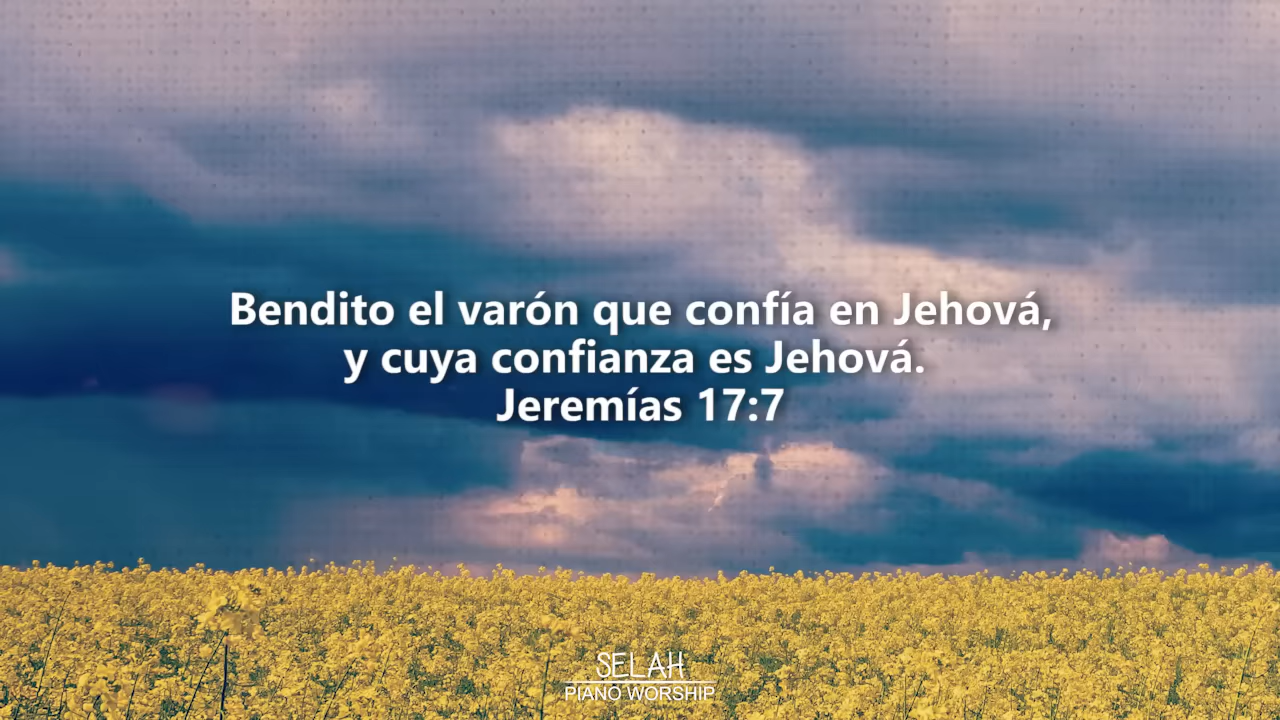 Bendito el varón que confía en Jehová,
y cuya confianza es Jehová.
Jeremías 17:7
SELAH
PIANO WORSHIP